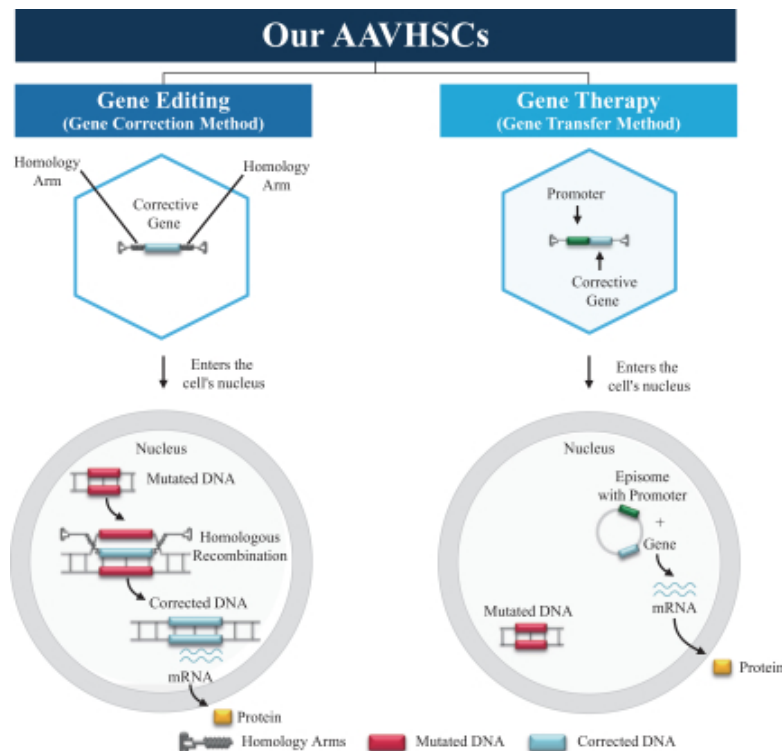 Our AAVHSCs
Gene Editing
(Gene Correction Method)
Homology
Arm
Homology
Arm
Corrective
Gene
Enters the
cell's nucleus
Nucleus
Mutated DNA
Homologous
Recombination
Corrected DNA
mRNA
Protein
Gene Therapy
(Gene Transfer Method)
Promoter
Corrective
Gene
Enters the
cell's nucleus
Nucleus
Episome
with Promoter
+
Gene
mRNA
Mutated DNA
Protein
Homology Arms
Mutated DNA
Corrected DNA